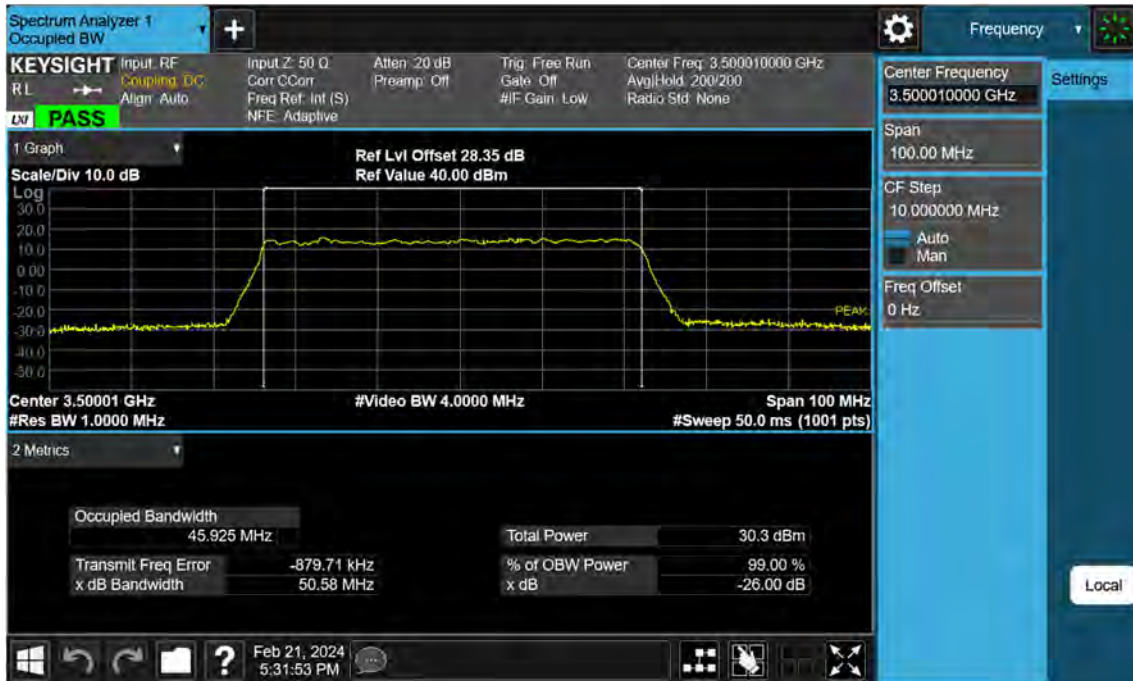 Spectrum Analyzer 1
Occupied BW
+
Frequency
KEYSIGHT
RL
LXI
PASS
Input: RF
Coupling: DC
Align: Auto
Input Z: 50 Ω
Corr CCorr
Freq Ref: Int (S)
NFE: Adaptive
Atten: 20 dB
Preamp: Off
Trig: Free Run
Gate: Off
#IF Gain: Low
Center Freq: 3.500010000 GHz
Avg|Hold: 200/200
Radio Std: None
Center Frequency
3.500010000 GHz
Settings
Span
100.00 MHz
CF Step
10.000000 MHz
Auto
Man
Freq Offset
0 Hz
Local
1 Graph
Scale/Div 10.0 dB
Ref Lvl Offset 28.35 dB
Ref Value 40.00 dBm
Log
30.0
20.0
10.0
0.00
-10.0
-20.0
-30.0
-40.0
-50.0
PEAK
Center 3.50001 GHz
#Video BW 4.0000 MHz
Span 100 MHz
#Res BW 1.0000 MHz
#Sweep 50.0 ms (1001 pts)
2 Metrics
Occupied Bandwidth
45.925 MHz
Total Power 30.3 dBm
Transmit Freq Error -879.71 kHz
% of OBW Power 99.00 %
x dB Bandwidth 50.58 MHz
x dB -26.00 dB
?
Feb 21, 2024
5:31:53 PM